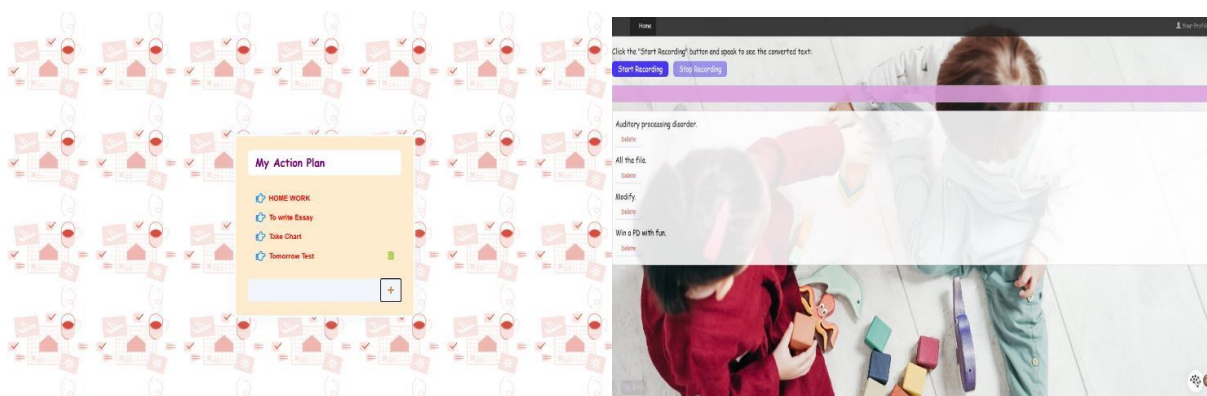 My Action Plan
HOME WORK
To write Essay
Take Chart
Tomorrow Test
+
Home
Your Profil
Click the "Start Recording" button and speak to see the converted text:
Start Recording Stop Recording
Auditory processing disorder.
Delete
All the file.
Delete
Modify.
Delete
Win a PD with fun.
Delete